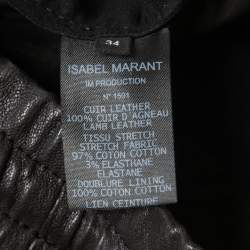 34
ISABEL MARANT
IM PRODUCTION
N° 1591
CUIR LEATHER
100% CUIR D'AGNEAU
LAMB LEATHER
TISSU STRETCH
STRETCH FABRIC
97% COTON COTTON
3% ELASTHANE
ELASTANE
DOUBLURE LINING
100% COTON COTTON
LIEN CEINTURE